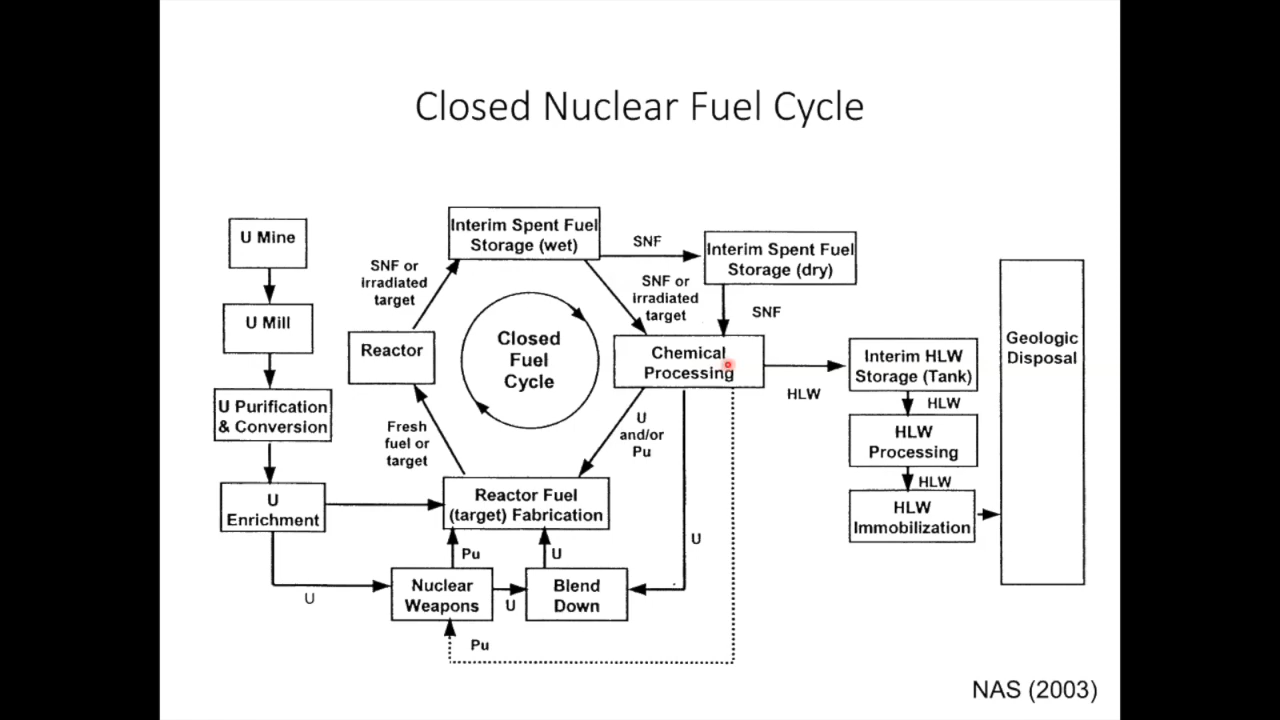 Closed Nuclear Fuel Cycle
U Mine
U Mill
U Purification
& Conversion
U
Enrichment
U
Interim Spent Fuel
Storage (wet)
SNF
Interim Spent Fuel
Storage (dry)
SNF or
irradiated
target
SNF or
irradiated
target
SNF
Reactor
Closed
Fuel
Cycle
Chemical
Processing
Fresh
fuel or
target
U
and/or
Pu
Reactor Fuel
(target) Fabrication
Pu
U
U
Nuclear
Weapons
U
Blend
Down
Pu
HLW
Interim HLW
Storage (Tank)
HLW
HLW
Processing
HLW
HLW
Immobilization
Geologic
Disposal
NAS (2003)